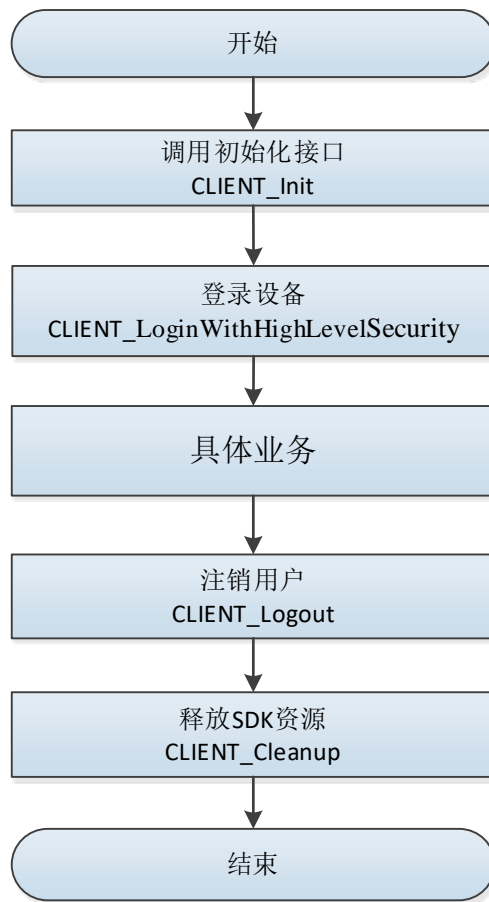 开始
调用初始化接口
CLIENT_Init
登录设备
CLIENT_LoginWithHighLevelSecurity
具体业务
注销用户
CLIENT_Logout
释放SDK资源
CLIENT_Cleanup
结束